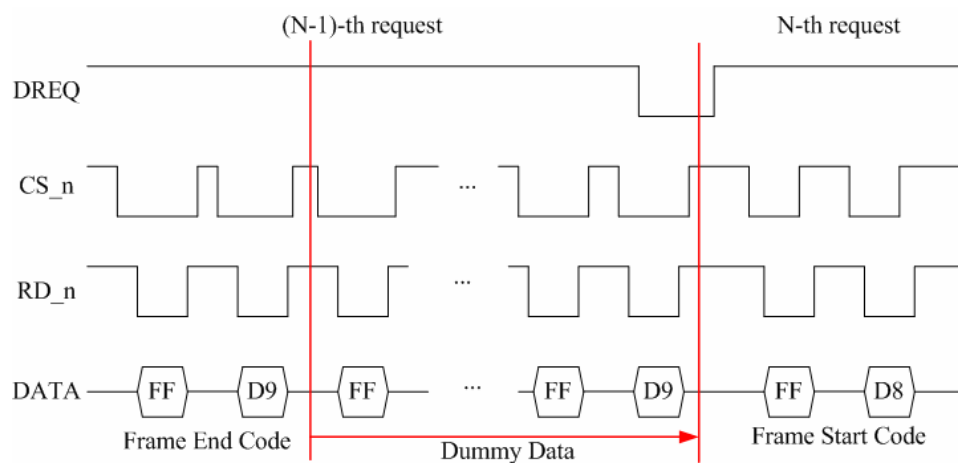 (N-1)-th request N-th request
DREQ
CS_n ...
RD_n ...
DATA FF D9 FF ... FF D9 FF D8
Frame End Code Dummy Data Frame Start Code